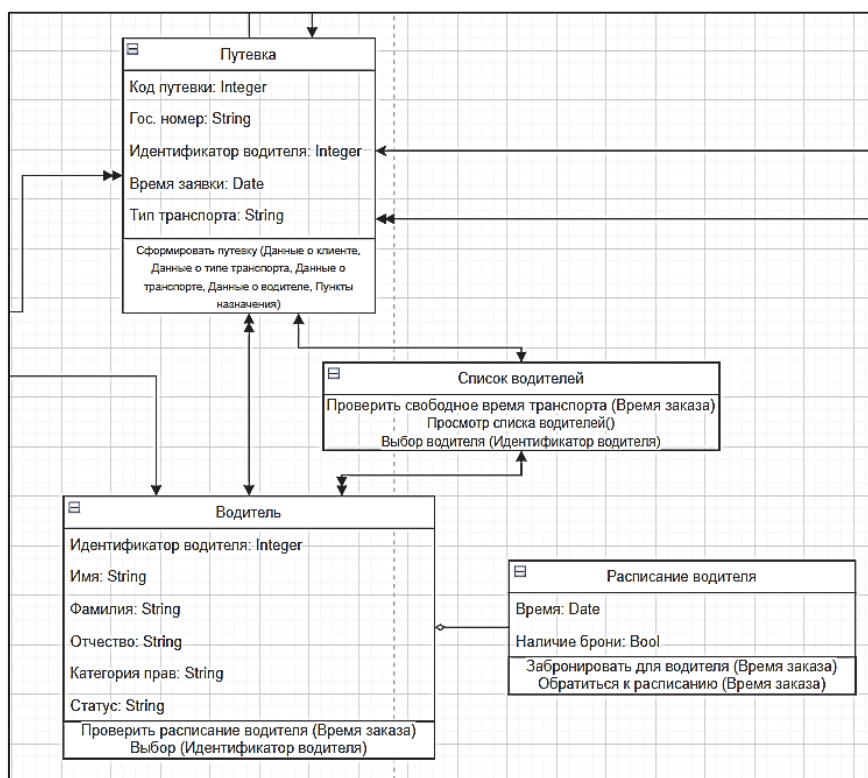 Путевка
Код путевки: Integer
Гос. номер: String
Идентификатор водителя: Integer
Время заявки: Date
Тип транспорта: String
Сформировать путевку (Данные о клиенте,
Данные о типе транспорта, Данные о
транспорте, Данные о водителе, Пункты
назначения)
Список водителей
Проверить свободное время транспорта (Время заказа)
Просмотр списка водителей()
Выбор водителя (Идентификатор водителя)
Водитель
Идентификатор водителя: Integer
Имя: String
Фамилия: String
Отчество: String
Категория прав: String
Статус: String
Проверить расписание водителя (Время заказа)
Выбор (Идентификатор водителя)
Расписание водителя
Время: Date
Наличие брони: Bool
Забронировать для водителя (Время заказа)
Обратиться к расписанию (Время заказа)